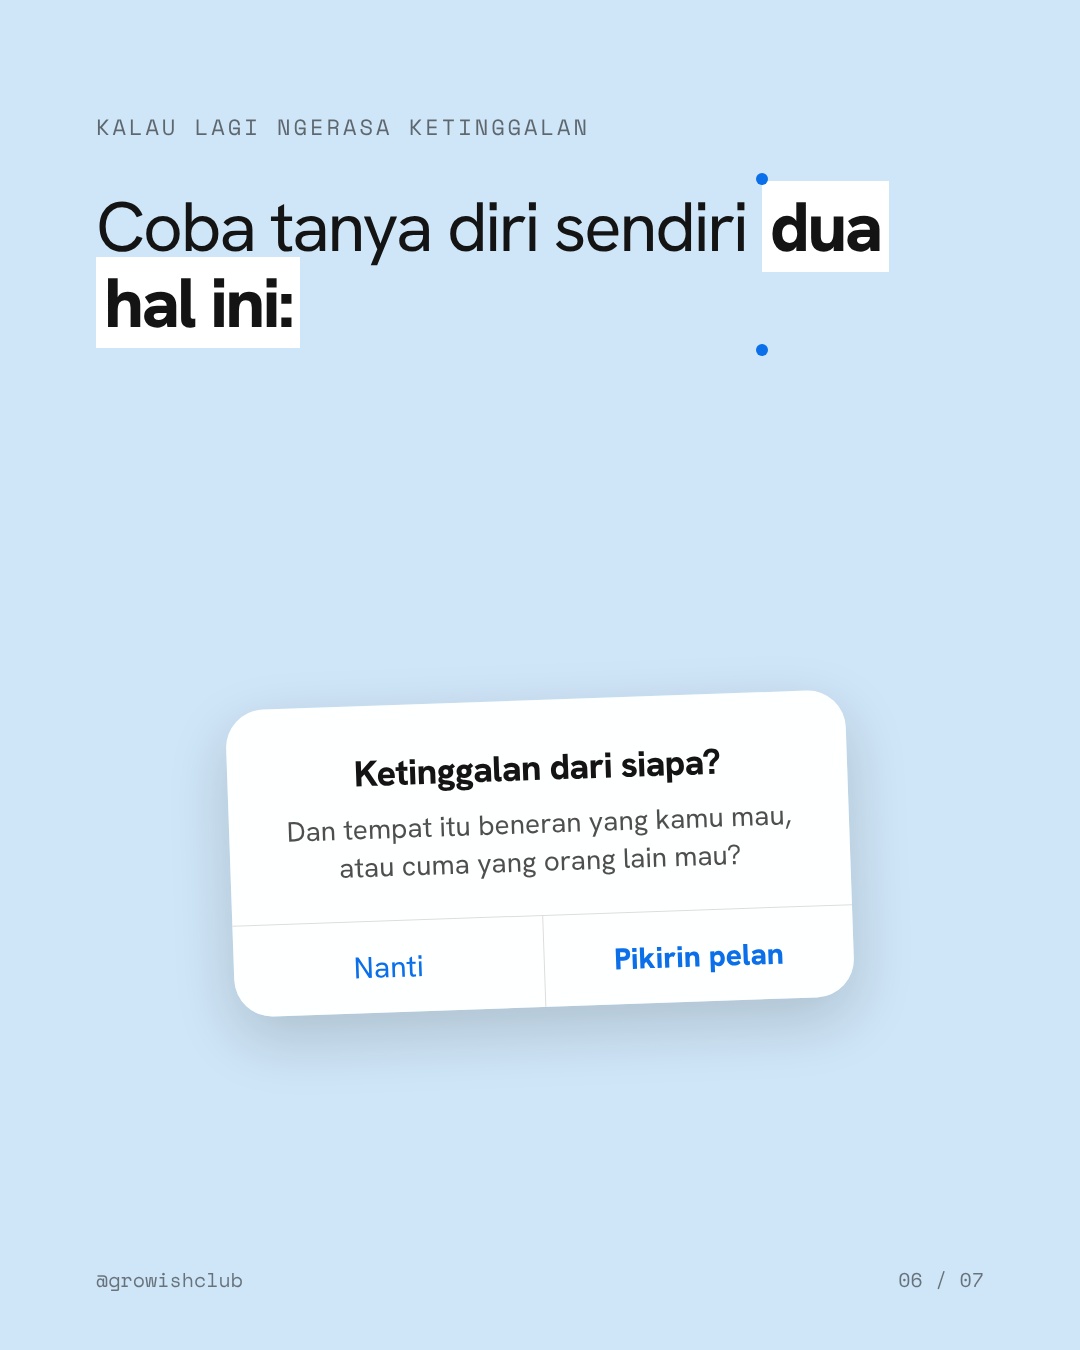 KALAU LAGI NGERASA KETINGGALAN
Coba tanya diri sendiri dua
hal ini:
Ketinggalan dari siapa?
Dan tempat itu beneran yang kamu mau,
atau cuma yang orang lain mau?
Nanti
Pikirin pelan
@growishclub
06 / 07